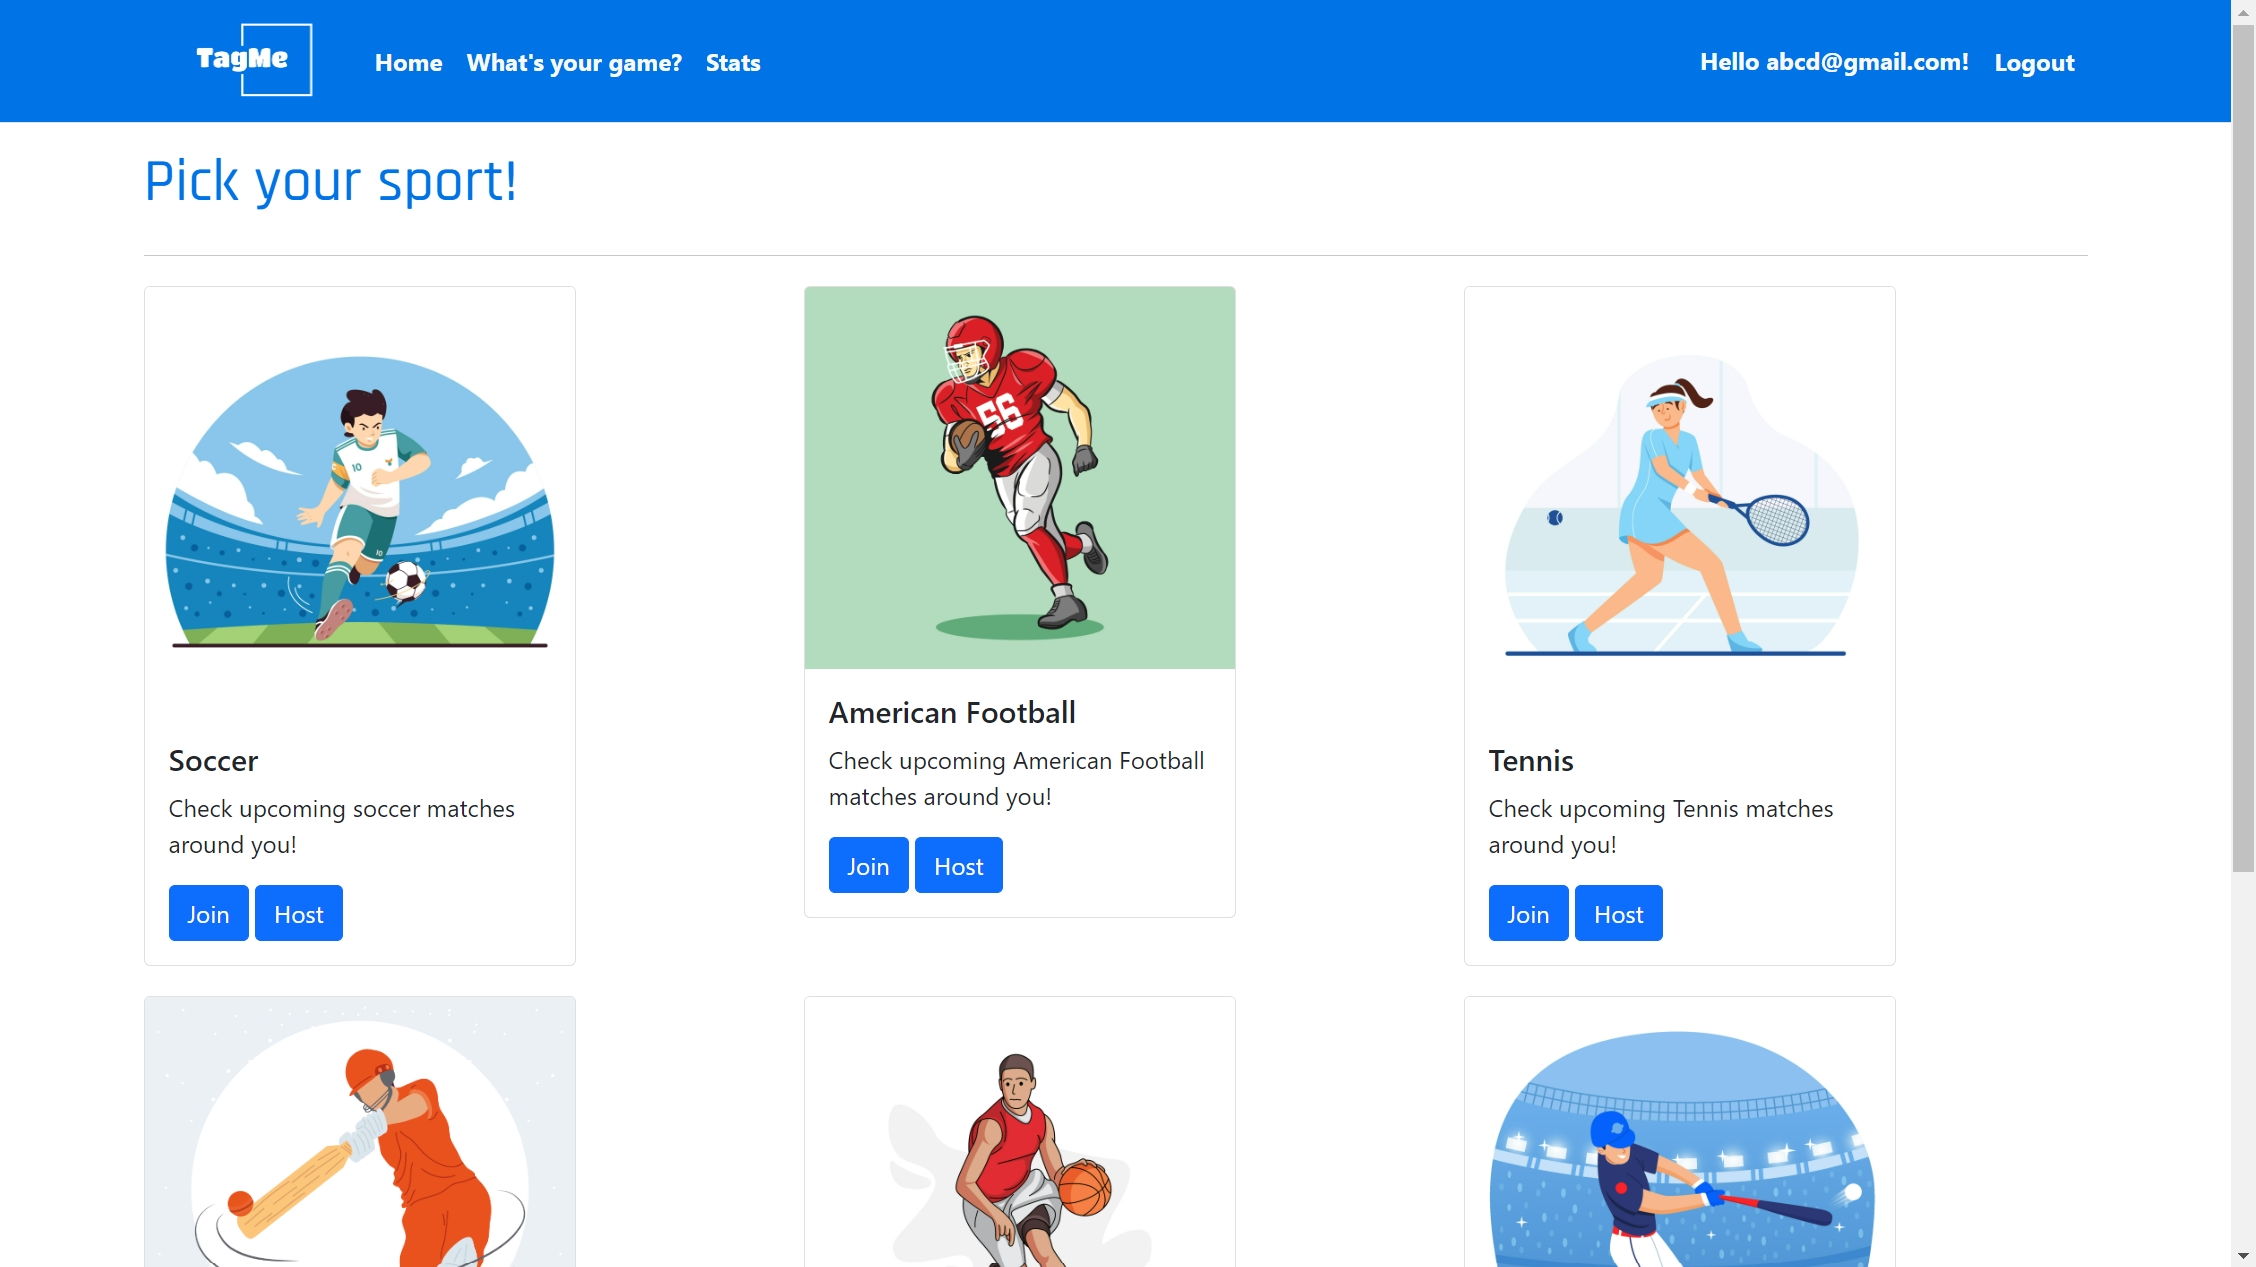 TagMe
Home What's your game? Stats
Hello abcd@gmail.com! Logout
Pick your sport!
10
10
Soccer
Check upcoming soccer matches
around you!
Join Host
56
American Football
Check upcoming American Football
matches around you!
Join Host
Tennis
Check upcoming Tennis matches
around you!
Join Host